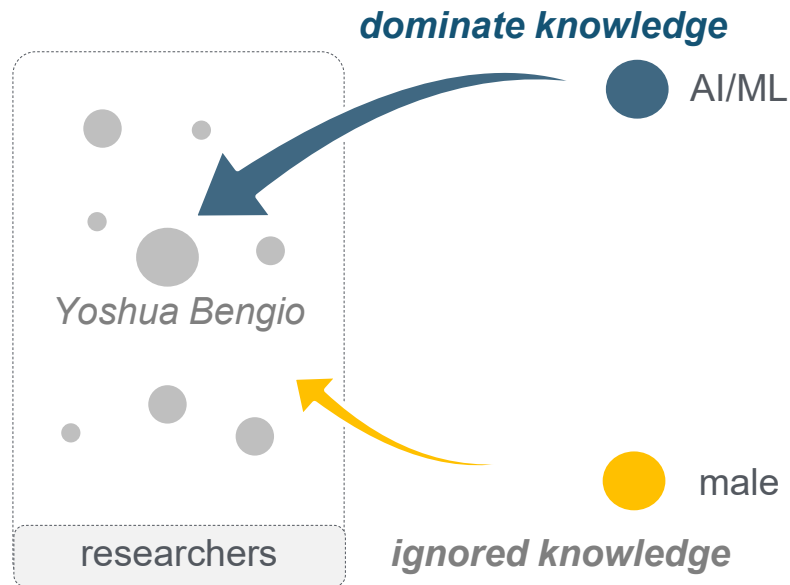 dominate knowledge
AI/ML
Yoshua Bengio
male
researchers
ignored knowledge